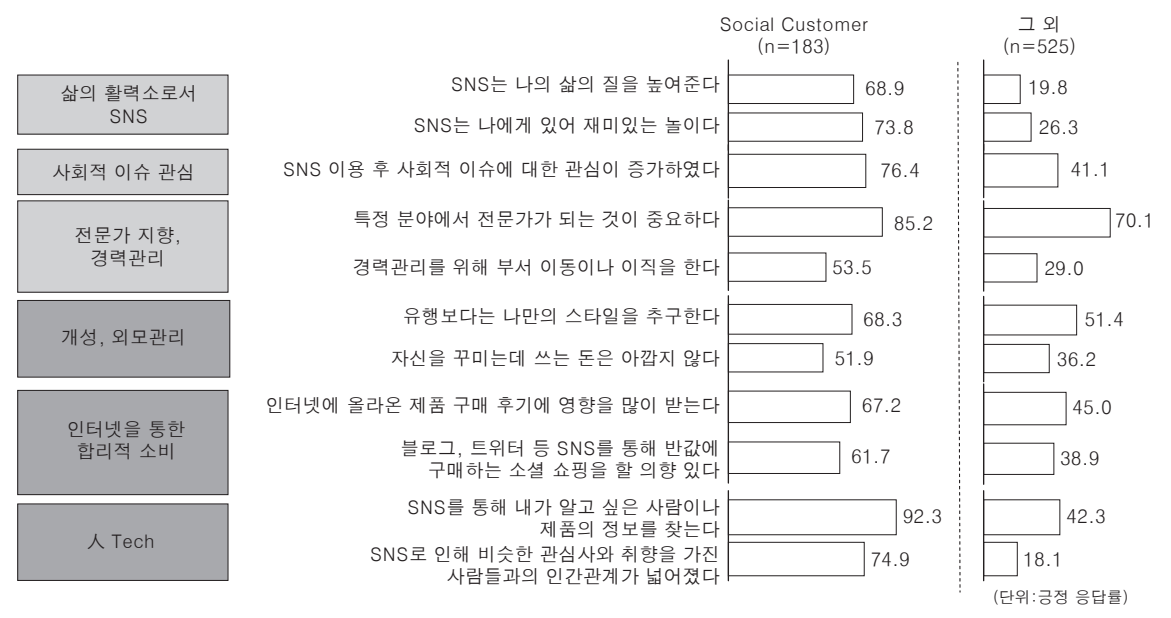 Social Customer
(n=183)
그 외
(n=525)
삶의 활력소로서
SNS
SNS는 나의 삶의 질을 높여준다
68.9
19.8
SNS는 나에게 있어 재미있는 놀이다
73.8
26.3
사회적 이슈 관심
SNS 이용 후 사회적 이슈에 대한 관심이 증가하였다
76.4
41.1
전문가 지향,
경력관리
특정 분야에서 전문가가 되는 것이 중요하다
85.2
70.1
경력관리를 위해 부서 이동이나 이직을 한다
53.5
29.0
개성, 외모관리
유행보다는 나만의 스타일을 추구한다
68.3
51.4
자신을 꾸미는데 쓰는 돈은 아깝지 않다
51.9
36.2
인터넷을 통한
합리적 소비
인터넷에 올라온 제품 구매 후기에 영향을 많이 받는다
67.2
45.0
블로그, 트위터 등 SNS를 통해 반값에
구매하는 소셜 쇼핑을 할 의향 있다
61.7
38.9
人 Tech
SNS를 통해 내가 알고 싶은 사람이나
제품의 정보를 찾는다
92.3
42.3
SNS로 인해 비슷한 관심사와 취향을 가진
사람들과의 인간관계가 넓어졌다
74.9
18.1
(단위:긍정 응답률)